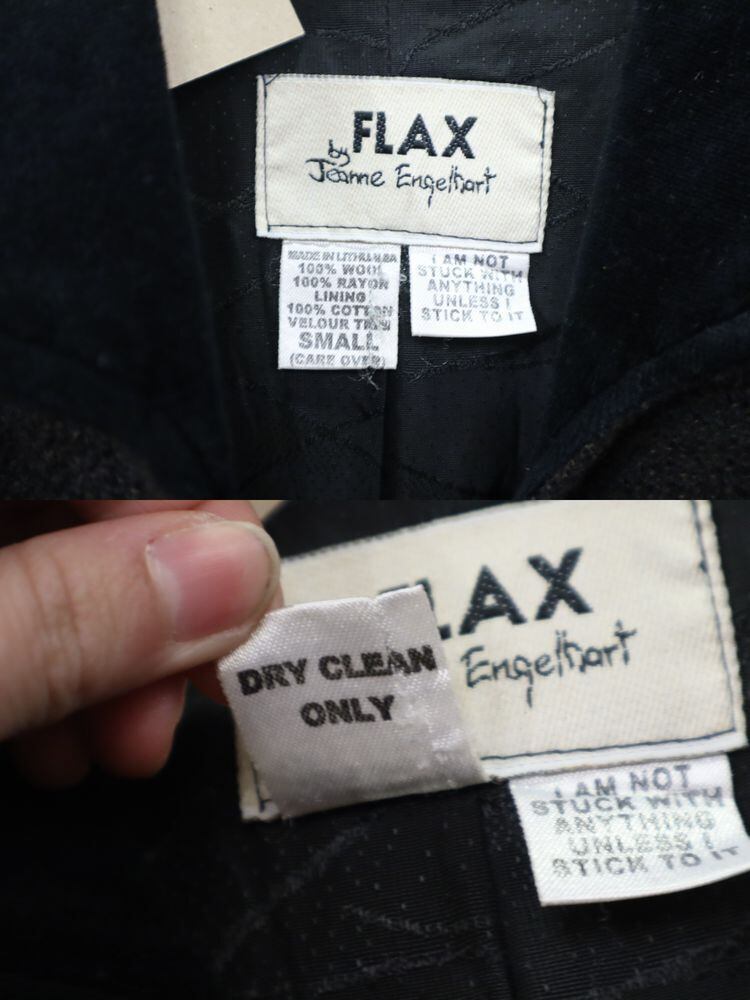 FLAX
by
Jeanne Engelhart
MADE IN LITHUANIA
100% WOOL
100% RAYON
LINING
100% COTTON
VELOUR TRIM
SMALL
(CARE OVER)
I AM NOT
STUCK WITH
ANYTHING
UNLESS I
STICK TO IT
FLAX
Engelhart
DRY CLEAN
ONLY
I AM NOT
STUCK WITH
ANYTHING
UNLESS I
STICK TO IT